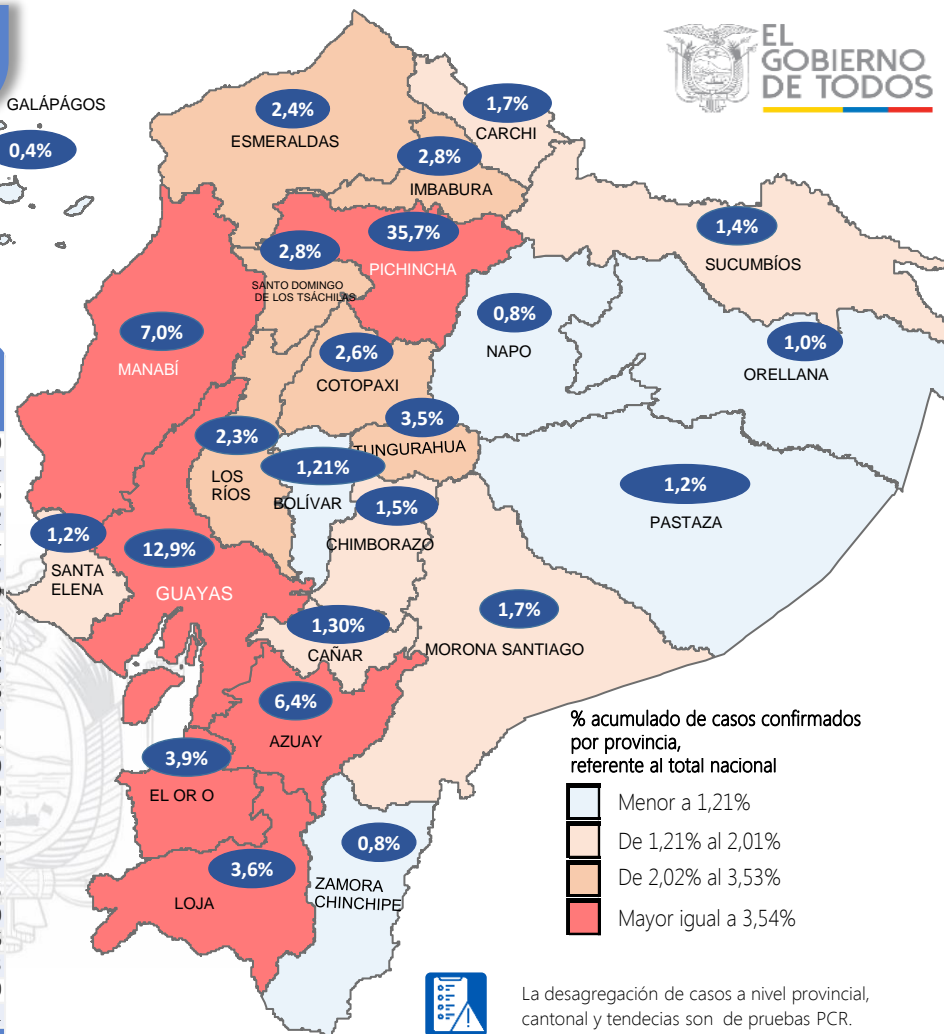 EL
GOBIERNO
DE TODOS
GALÁPÁGOS
0,4%
2,4%
ESMERALDAS
1,7%
CARCHI
2,8%
IMBABURA
1,4%
SUCUMBÍOS
35,7%
PICHINCHA
2,8%
SANTO DOMINGO
DE LOS TSÁCHILAS
0,8%
NAPO
1,0%
ORELLANA
7,0%
MANABÍ
2,6%
COTOPAXI
3,5%
TUNGURAHUA
2,3%
LOS
RÍOS
1,21%
BOLÍVAR
1,2%
PASTAZA
1,5%
CHIMBORAZO
1,2%
SANTA
ELENA
12,9%
GUAYAS
1,30%
CAÑAR
1,7%
MORONA SANTIAGO
6,4%
AZUAY
3,9%
EL OR O
3,6%
LOJA
0,8%
ZAMORA
CHINCHIPE
% acumulado de casos confirmados
por provincia,
referente al total nacional
Menor a 1,21%
De 1,21% al 2,01%
De 2,02% al 3,53%
Mayor igual a 3,54%
La desagregación de casos a nivel provincial,
cantonal y tendecias son de pruebas PCR.